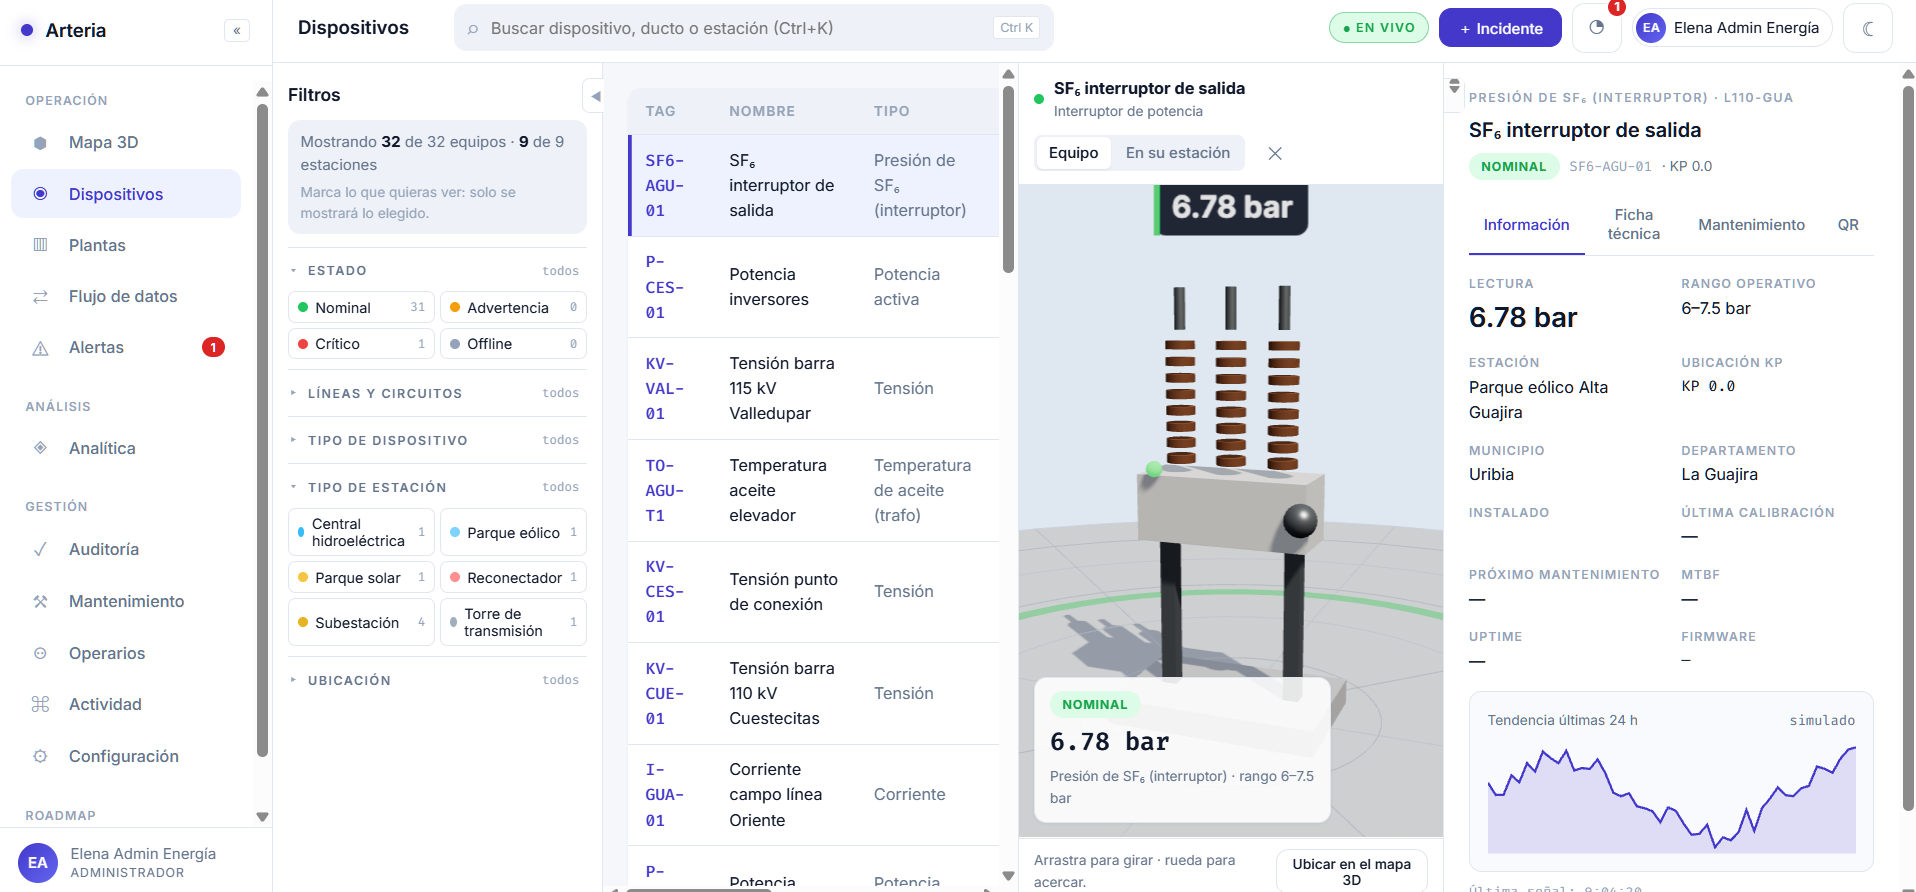 Arteria
«
OPERACIÓN
Mapa 3D
Dispositivos
Plantas
Flujo de datos
Alertas
1
ANÁLISIS
Analítica
GESTIÓN
Auditoría
Mantenimiento
Operarios
Actividad
Configuración
ROADMAP
EA
Elena Admin Energía
ADMINISTRADOR
Dispositivos
Buscar dispositivo, ducto o estación (Ctrl+K)
Ctrl K
EN VIVO
+ Incidente
1
EA
Elena Admin Energía
Filtros
Mostrando 32 de 32 equipos · 9 de 9
estaciones
Marca lo que quieras ver: solo se
mostrará lo elegido.
ESTADO todos
Nominal 31
Advertencia 0
Crítico 1
Offline 0
LÍNEAS Y CIRCUITOS todos
TIPO DE DISPOSITIVO todos
TIPO DE ESTACIÓN todos
Central
hidroeléctrica 1
Parque eólico 1
Parque solar 1
Reconectador 1
Subestación 4
Torre de
transmisión 1
UBICACIÓN todos
TAG NOMBRE TIPO
SF6-
AGU-
01
SF₆
interruptor de
salida
Presión de
SF₆
(interruptor)
P-
CES-
01
Potencia
inversores
Potencia
activa
KV-
VAL-
01
Tensión barra
115 kV
Valledupar
Tensión
TO-
AGU-
T1
Temperatura
aceite
elevador
Temperatura
de aceite
(trafo)
KV-
CES-
01
Tensión punto
de conexión
Tensión
KV-
CUE-
01
Tensión barra
110 kV
Cuestecitas
Tensión
I-
GUA-
01
Corriente
campo línea
Oriente
Corriente
P-
Potencia
Potencia
SF₆ interruptor de salida
Interruptor de potencia
Equipo
En su estación
6.78 bar
NOMINAL
6.78 bar
Presión de SF₆ (interruptor) · rango 6–7.5
bar
Arrastra para girar · rueda para
acercar.
Ubicar en el mapa
3D
PRESIÓN DE SF₆ (INTERRUPTOR) · L110-GUA
SF₆ interruptor de salida
NOMINAL
SF6-AGU-01 · KP 0.0
Información
Ficha
técnica
Mantenimiento
QR
LECTURA
6.78 bar
RANGO OPERATIVO
6–7.5 bar
ESTACIÓN
Parque eólico Alta
Guajira
UBICACIÓN KP
KP 0.0
MUNICIPIO
Uribia
DEPARTAMENTO
La Guajira
INSTALADO
ÚLTIMA CALIBRACIÓN
—
PRÓXIMO MANTENIMIENTO
—
MTBF
—
UPTIME
—
FIRMWARE
–
Tendencia últimas 24 h
simulado
Última señal: 9:04:20